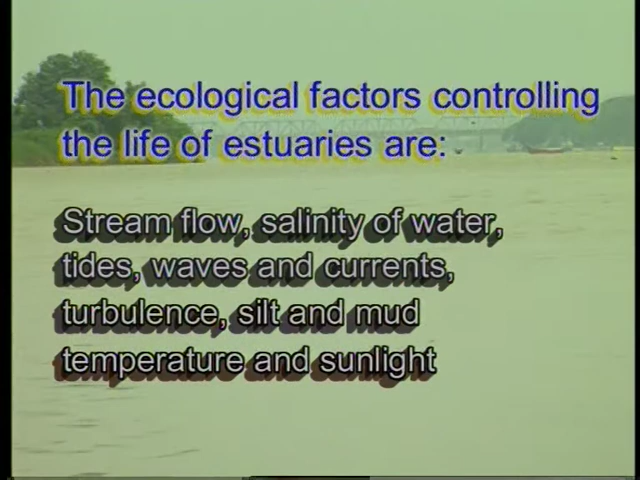 The ecological factors controlling
the life of estuaries are:
Stream flow, salinity of water,
tides, waves and currents,
turbulence, silt and mud
temperature and sunlight